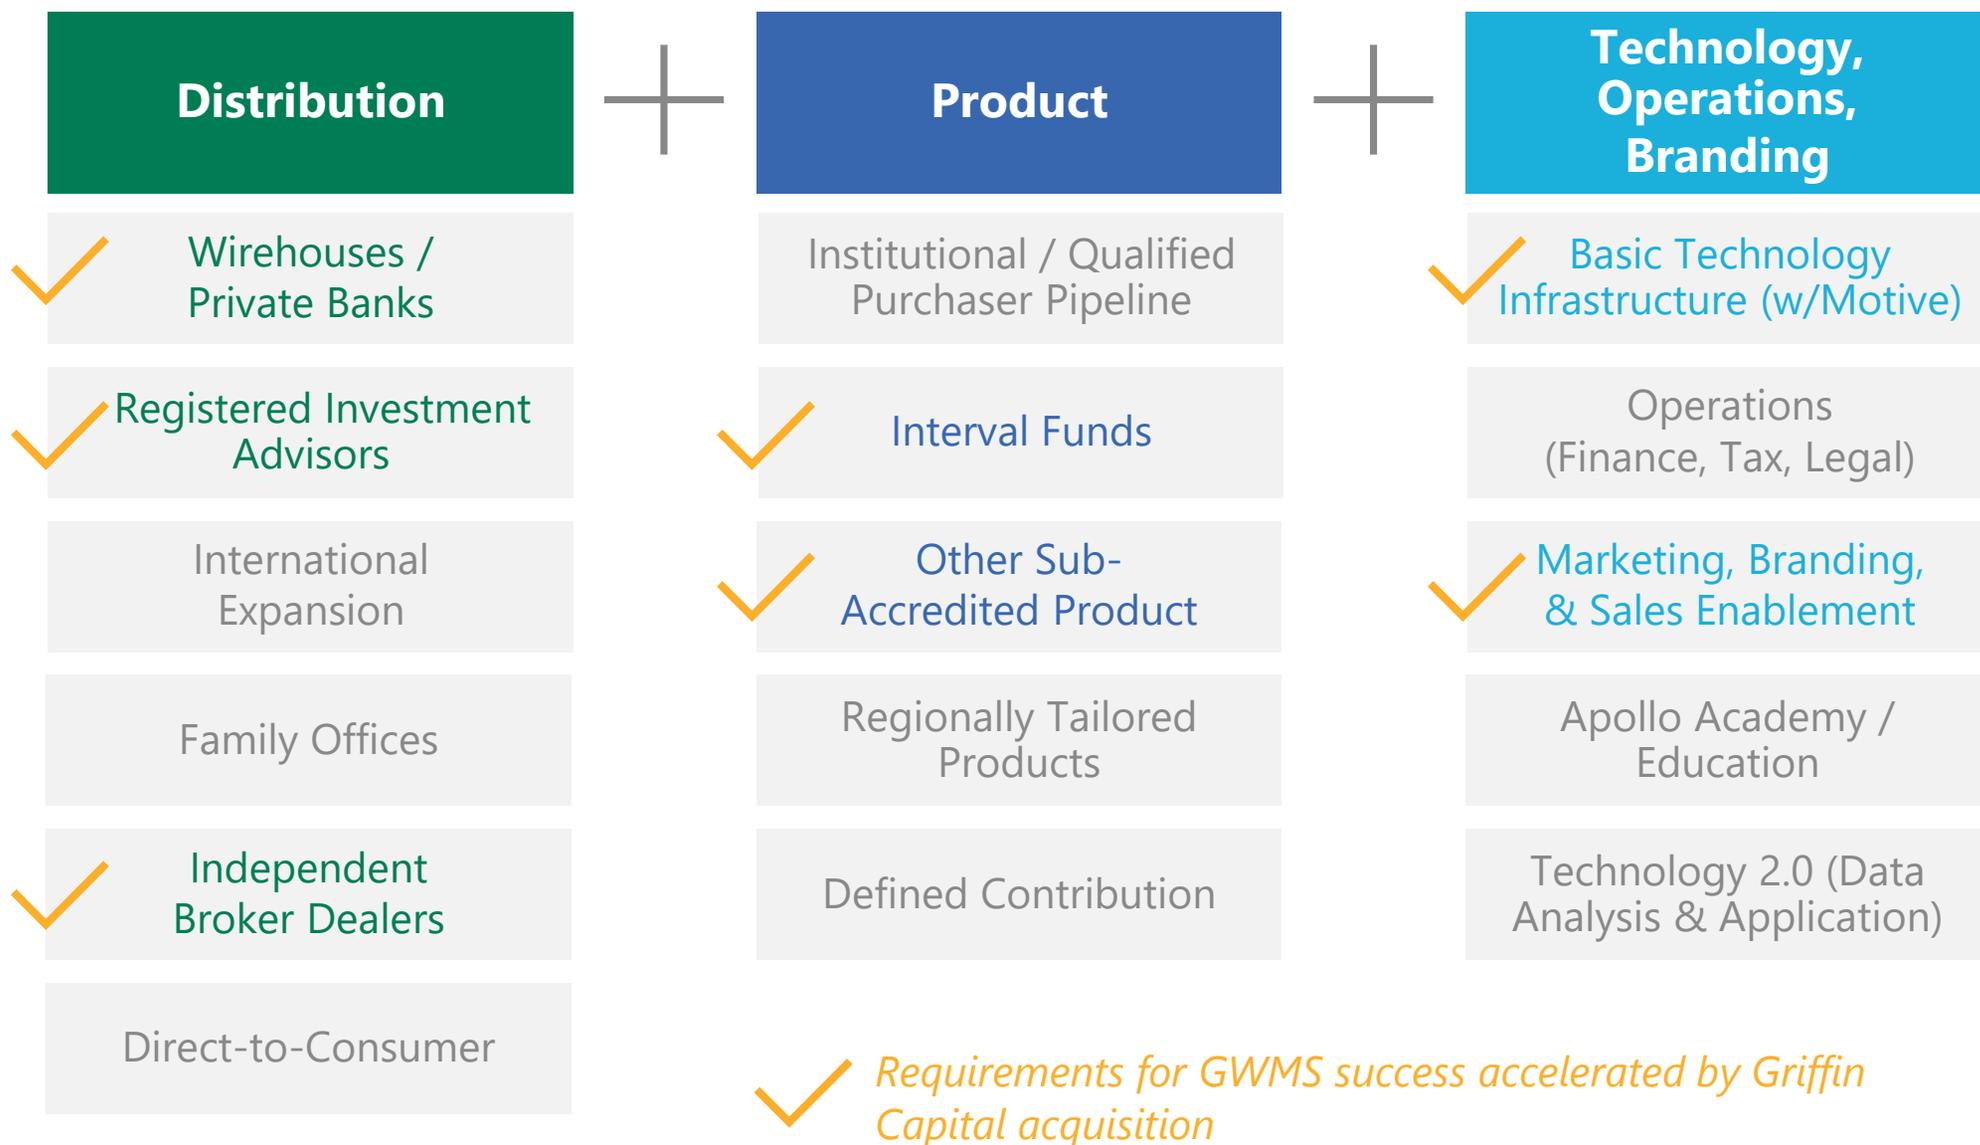 Distribution
Wirehouses /
Private Banks
Registered Investment
Advisors
International
Expansion
Family Offices
Independent
Broker Dealers
Direct-to-Consumer
Product
Institutional / Qualified
Purchaser Pipeline
Interval Funds
Other Sub-
Accredited Product
Regionally Tailored
Products
Defined Contribution
Technology,
Operations,
Branding
Basic Technology
Infrastructure (w/Motive)
Operations
(Finance, Tax, Legal)
Marketing, Branding,
& Sales Enablement
Apollo Academy /
Education
Technology 2.0 (Data
Analysis & Application)
Requirements for GWMS success accelerated by Griffin
Capital acquisition